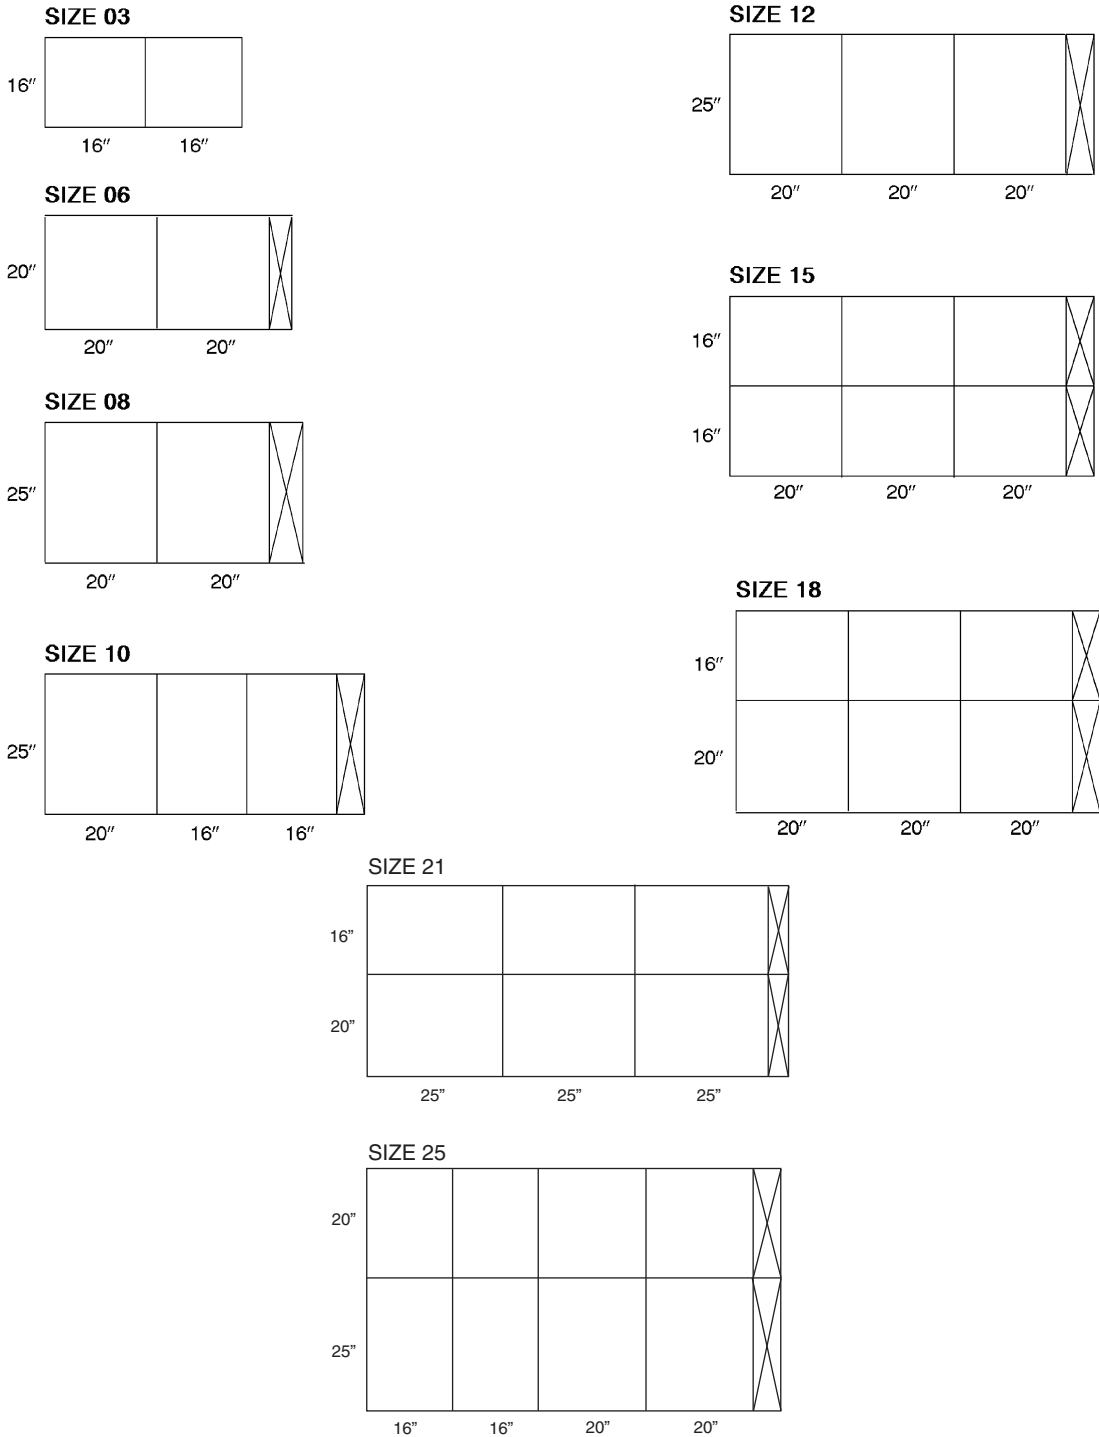 SIZE 03
16″
16″ 16″
SIZE 06
20″
20″ 20″
SIZE 08
25″
20″ 20″
SIZE 10
25″
20″ 16″ 16″
SIZE 12
25″
20″ 20″ 20″
SIZE 15
16″
16″
20″ 20″ 20″
SIZE 18
16″
20″
20″ 20″ 20″
SIZE 21
16”
20”
25” 25” 25”
SIZE 25
20”
25”
16” 16” 20” 20”